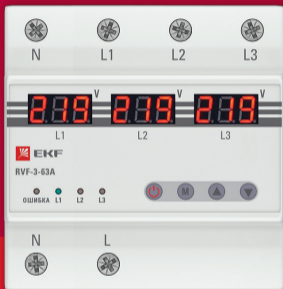 N L1 L2 L3
219 V 219 V 219 V
L1 L2 L3
EKF
RVF-3-63A
ОШИБКА L1 L2 L3
M
N L